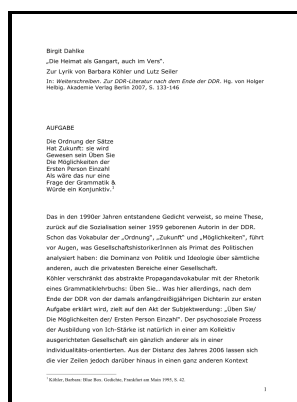 Birgit Dahlke
„Die Heimat als Gangart, auch im Vers".
Zur Lyrik von Barbara Köhler und Lutz Seiler
In: Weiterschreiben. Zur DDR-Literatur nach dem Ende der DDR. Hg. von Holger
Helbig. Akademie Verlag Berlin 2007, S. 133-146
AUFGABE
Die Ordnung der Sätze
Hat Zukunft: sie wird
Gewesen sein Üben Sie
Die Möglichkeiten der
Ersten Person Einzahl
Als wäre das nur eine
Frage der Grammatik &
Würde ein Konjunktiv.1
Das in den 1990er Jahren entstandene Gedicht verweist, so meine These,
zurück auf die Sozialisation seiner 1959 geborenen Autorin in der DDR.
Schon das Vokabular der „Ordnung", „Zukunft" und „Möglichkeiten", führt
vor Augen, was GesellschaftshistorikerInnen als Primat des Politischen
analysiert haben: die Dominanz von Politik und Ideologie über sämtliche
anderen, auch die privatesten Bereiche einer Gesellschaft.
Köhler verschränkt das abstrakte Propagandavokabular mit der Rhetorik
eines Grammatiklehrbuchs: Üben Sie… Was hier allerdings, nach dem
Ende der DDR von der damals anfangdreißigjährigen Dichterin zur ersten
Aufgabe erklärt wird, zielt auf den Akt der Subjektwerdung: „Üben Sie/
Die Möglichkeiten der/ Ersten Person Einzahl". Der psychosoziale Prozess
der Ausbildung von Ich-Stärke ist natürlich in einer am Kollektiv
ausgerichteten Gesellschaft ein gänzlich anderer als in einer
individualitäts-orientierten. Aus der Distanz des Jahres 2006 lassen sich
die vier Zeilen jedoch darüber hinaus in einen ganz anderen Kontext
1 Köhler, Barbara: Blue Box. Gedichte, Frankfurt am Main 1995, S. 42.
1